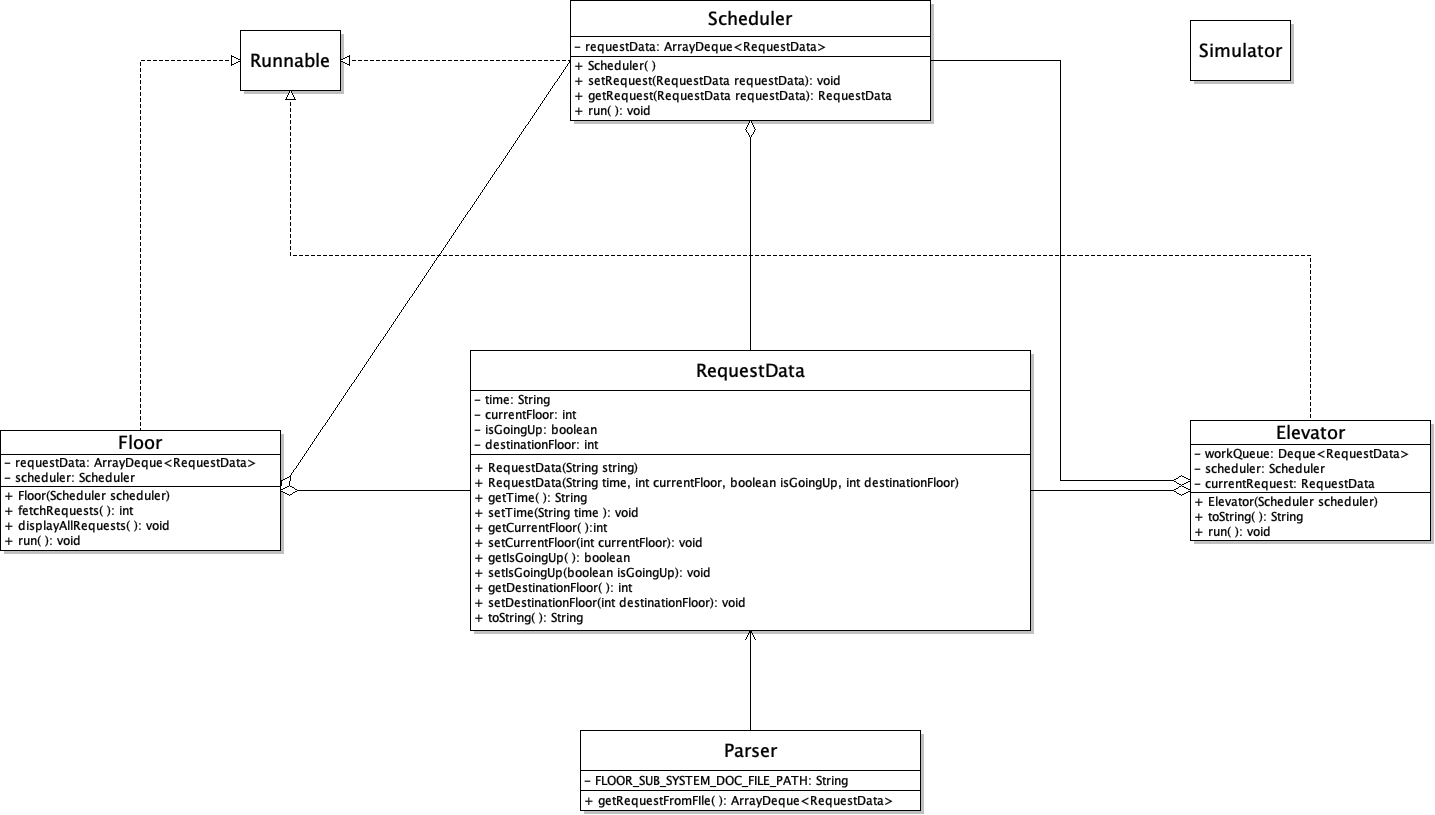 Scheduler
- requestData: ArrayDeque<RequestData>
+ Scheduler( )
+ setRequest(RequestData requestData): void
+ getRequest(RequestData requestData): RequestData
+ run( ): void
Runnable
Simulator
RequestData
- time: String
- currentFloor: int
- isGoingUp: boolean
- destinationFloor: int
+ RequestData(String string)
+ RequestData(String time, int currentFloor, boolean isGoingUp, int destinationFloor)
+ getTime( ): String
+ setTime(String time ): void
+ getCurrentFloor( ):int
+ setCurrentFloor(int currentFloor): void
+ getIsGoingUp( ): boolean
+ setIsGoingUp(boolean isGoingUp): void
+ getDestinationFloor( ): int
+ setDestinationFloor(int destinationFloor): void
+ toString( ): String
Floor
- requestData: ArrayDeque<RequestData>
- scheduler: Scheduler
+ Floor(Scheduler scheduler)
+ fetchRequests( ): int
+ displayAllRequests( ): void
+ run( ): void
Elevator
- workQueue: Deque<RequestData>
- scheduler: Scheduler
- currentRequest: RequestData
+ Elevator(Scheduler scheduler)
+ toString( ): String
+ run( ): void
Parser
- FLOOR_SUB_SYSTEM_DOC_FILE_PATH: String
+ getRequestFromFIle( ): ArrayDeque<RequestData>